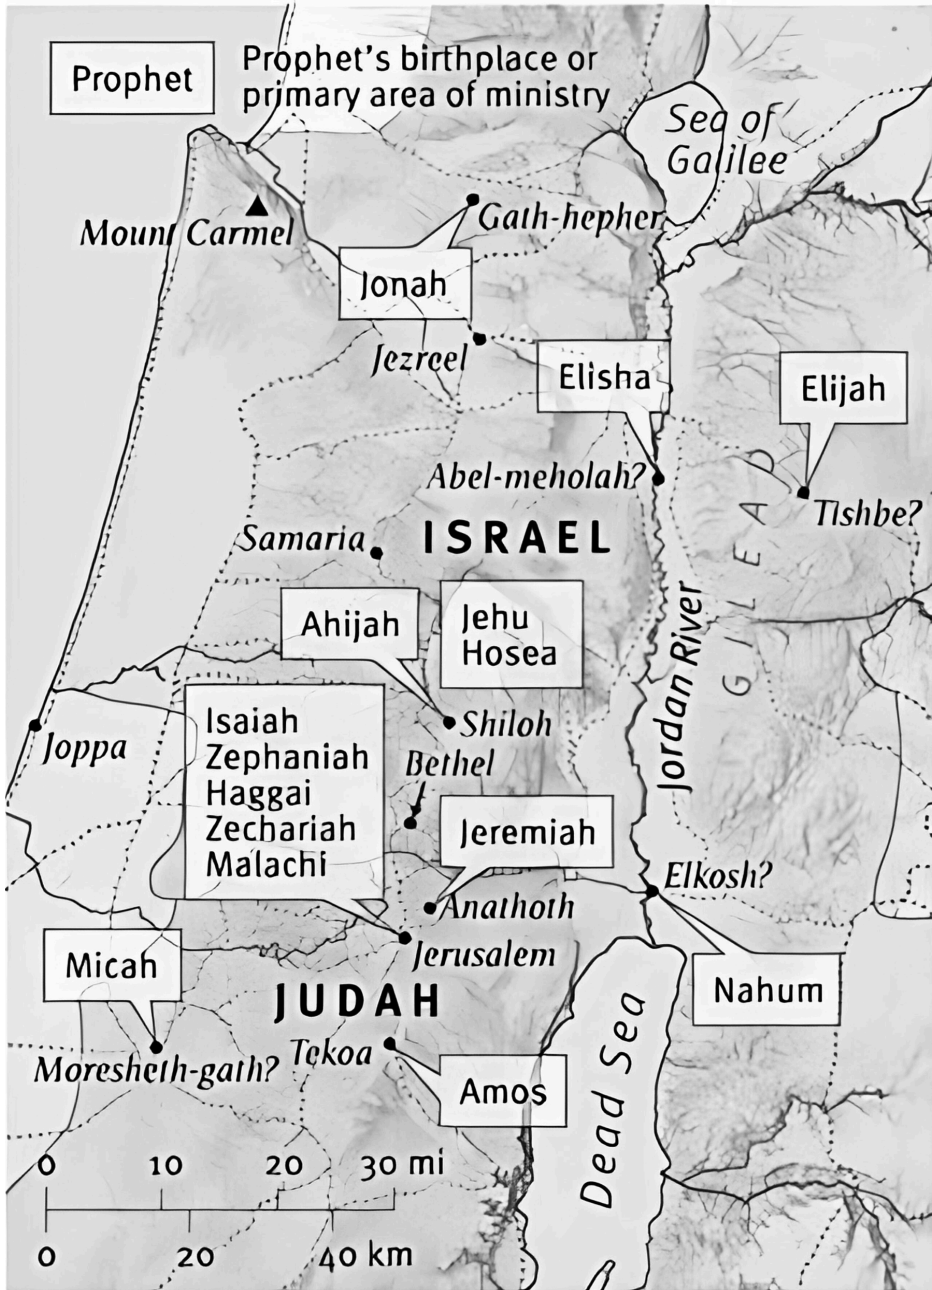 Prophet
Prophet's birthplace or
primary area of ministry
Sea of
Galilee
Mount Carmel
Gath-hepher
Jonah
Jezreel
Elisha
Elijah
Abel-meholah?
Tishbe?
GILEAD
Samaria
ISRAEL
Ahijah
Jehu
Hosea
Jordan River
Isaiah
Zephaniah
Haggai
Zechariah
Malachi
Shiloh
Joppa
Bethel
Jeremiah
Elkosh?
Anathoth
Jerusalem
Micah
Nahum
JUDAH
Moresheth-gath?
Tekoa
Amos
Dead Sea
0 10 20 30 mi
0 20 40 km